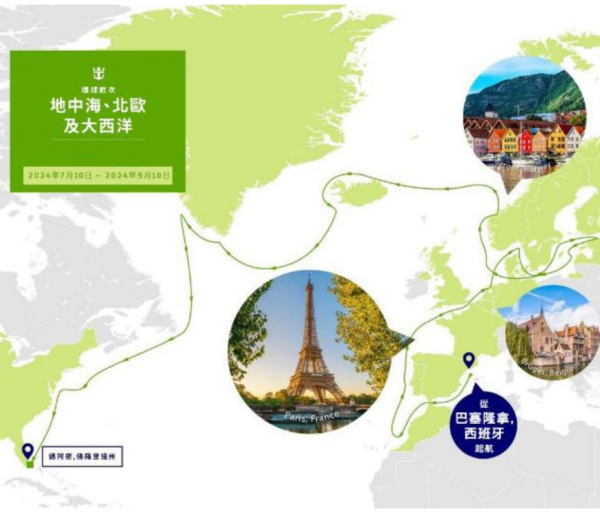 環球航次
地中海、北歐
及大西洋
2024年7月10日 – 2024年9月10日
Paris, France
Bruges, Belgium
從
巴塞隆拿,
西班牙
起航
邁阿密,佛羅里達州